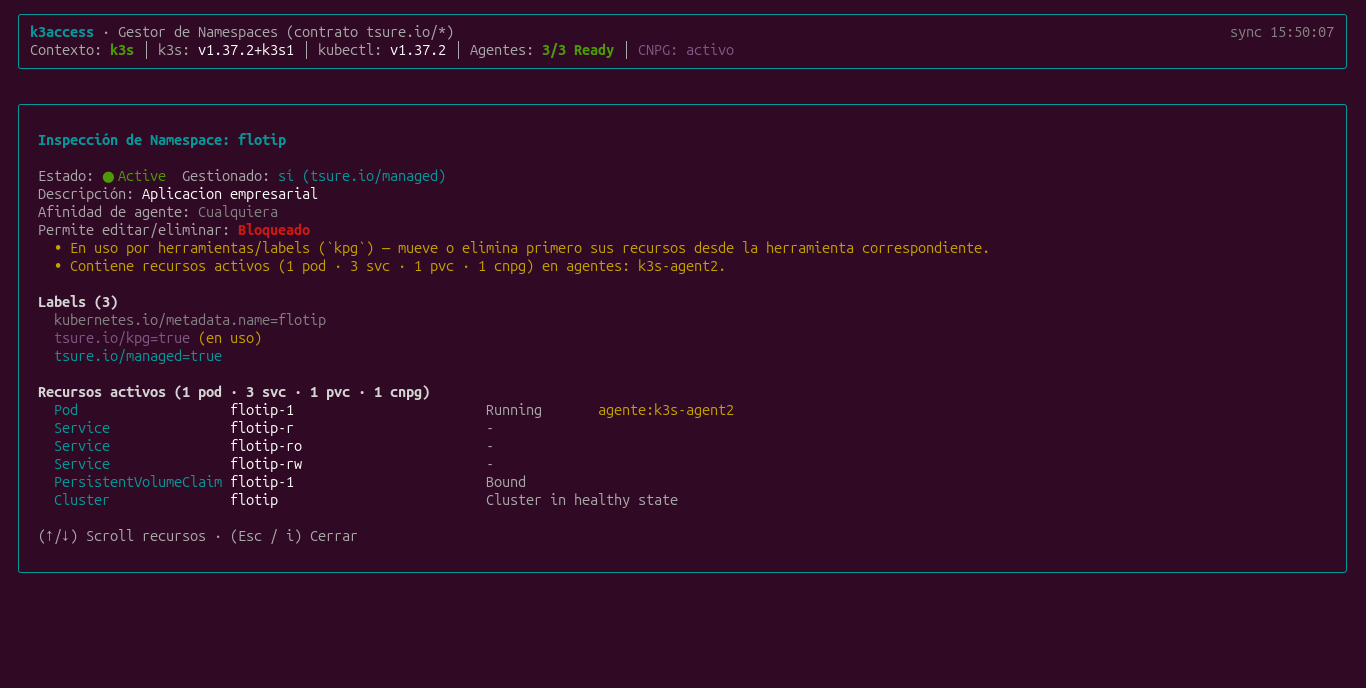 k3access · Gestor de Namespaces (contrato tsure.io/*) sync 15:50:07
Contexto: k3s │ k3s: v1.37.2+k3s1 │ kubectl: v1.37.2 │ Agentes: 3/3 Ready │ CNPG: activo
Inspección de Namespace: flotip
Estado: ● Active Gestionado: sí (tsure.io/managed)
Descripción: Aplicacion empresarial
Afinidad de agente: Cualquiera
Permite editar/eliminar: Bloqueado
• En uso por herramientas/labels (`kpg`) — mueve o elimina primero sus recursos desde la herramienta correspondiente.
• Contiene recursos activos (1 pod · 3 svc · 1 pvc · 1 cnpg) en agentes: k3s-agent2.
Labels (3)
kubernetes.io/metadata.name=flotip
tsure.io/kpg=true (en uso)
tsure.io/managed=true
Recursos activos (1 pod · 3 svc · 1 pvc · 1 cnpg)
Pod flotip-1 Running agente:k3s-agent2
Service flotip-r -
Service flotip-ro -
Service flotip-rw -
PersistentVolumeClaim flotip-1 Bound
Cluster flotip Cluster in healthy state
(↑/↓) Scroll recursos · (Esc / i) Cerrar